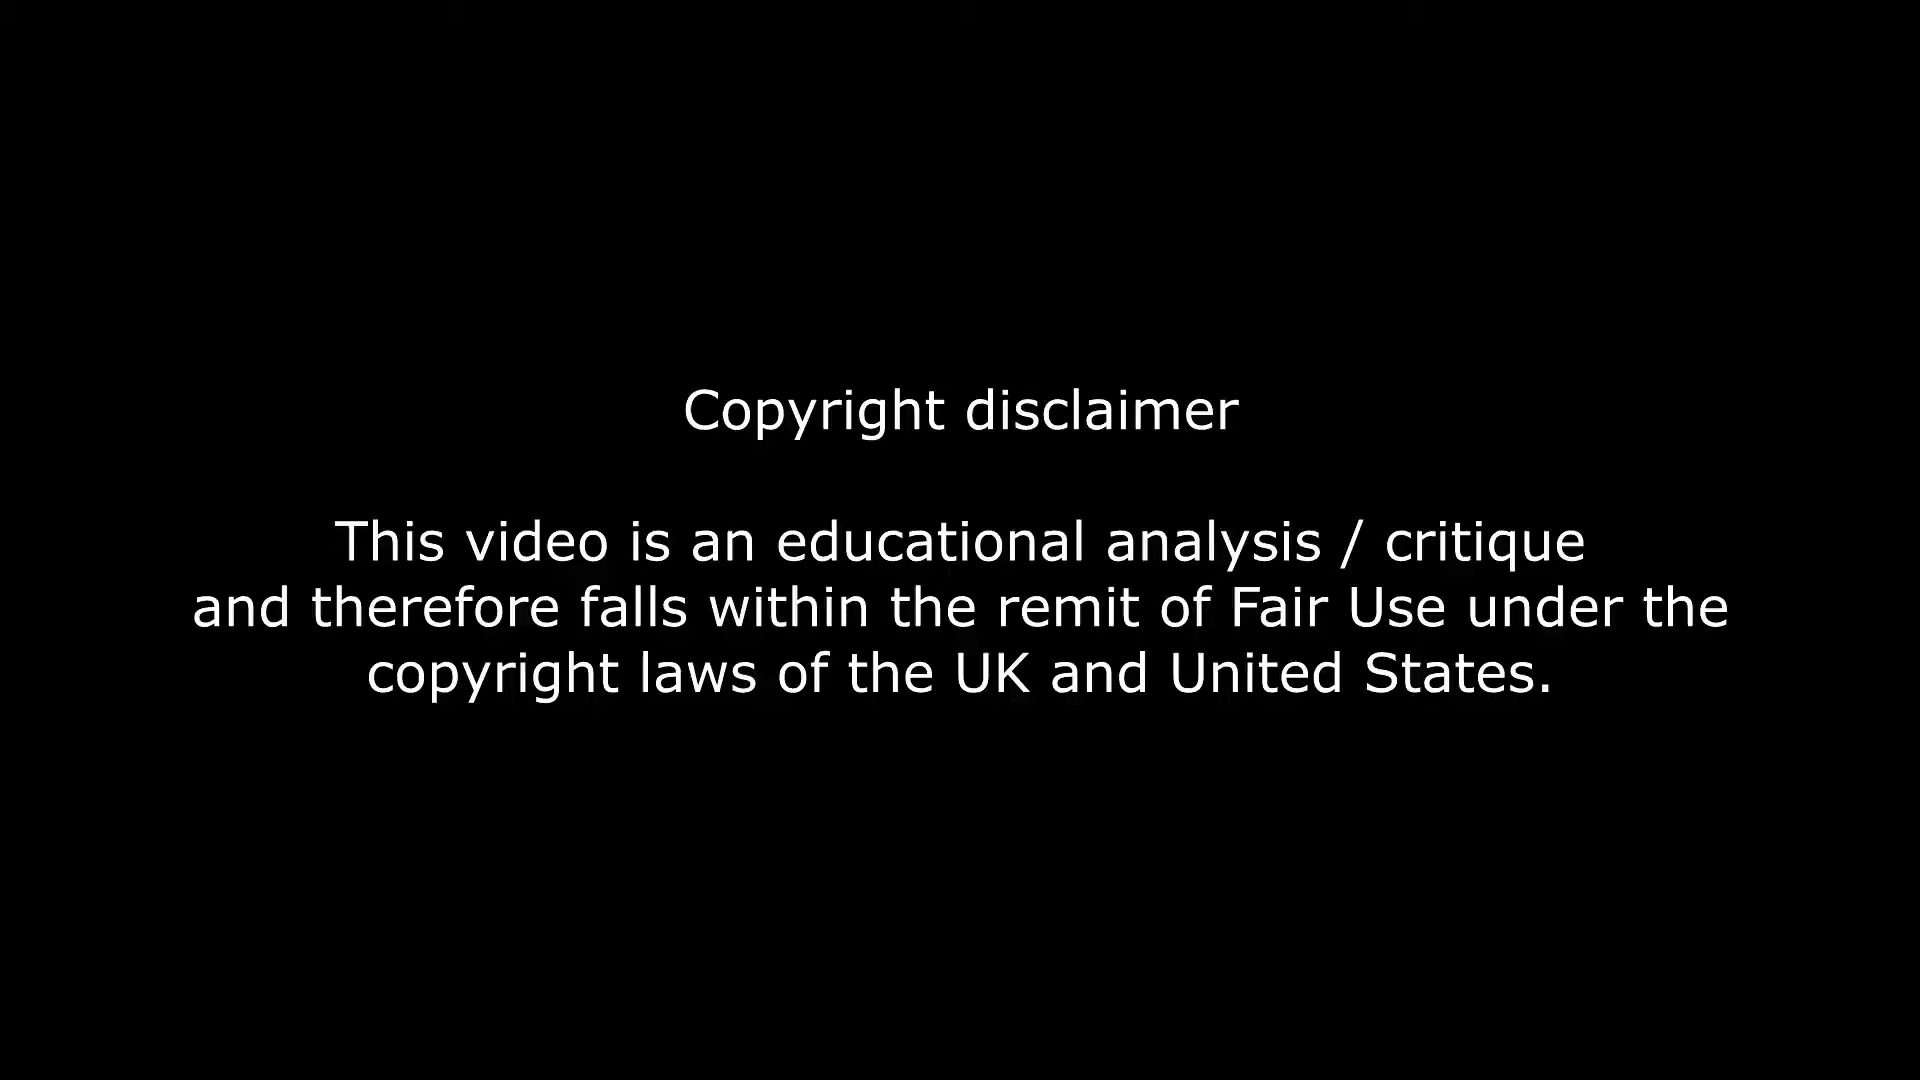 Copyright disclaimer
This video is an educational analysis / critique
and therefore falls within the remit of Fair Use under the
copyright laws of the UK and United States.